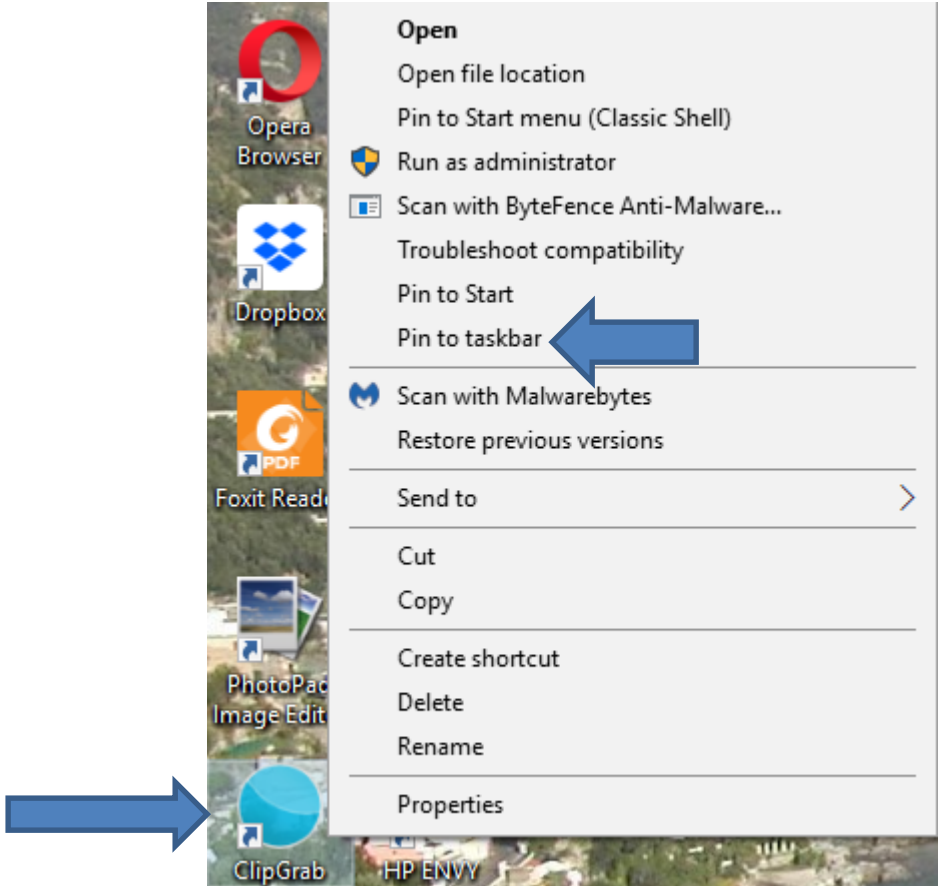 Opera
Browser
Dropbox
PDF
Foxit Reade
PhotoPad
Image Edit
ClipGrab
HP ENVY
Open
Open file location
Pin to Start menu (Classic Shell)
Run as administrator
Scan with ByteFence Anti-Malware...
Troubleshoot compatibility
Pin to Start
Pin to taskbar
Scan with Malwarebytes
Restore previous versions
Send to
Cut
Copy
Create shortcut
Delete
Rename
Properties